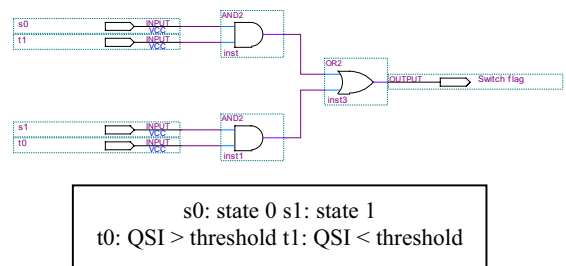 AND2
s0 INPUT
VCC
t1 INPUT
VCC
inst
OR2
OUTPUT Switch flag
inst3
AND2
s1 INPUT
VCC
t0 INPUT
VCC
inst1
s0: state 0 s1: state 1
t0: QSI > threshold t1: QSI < threshold